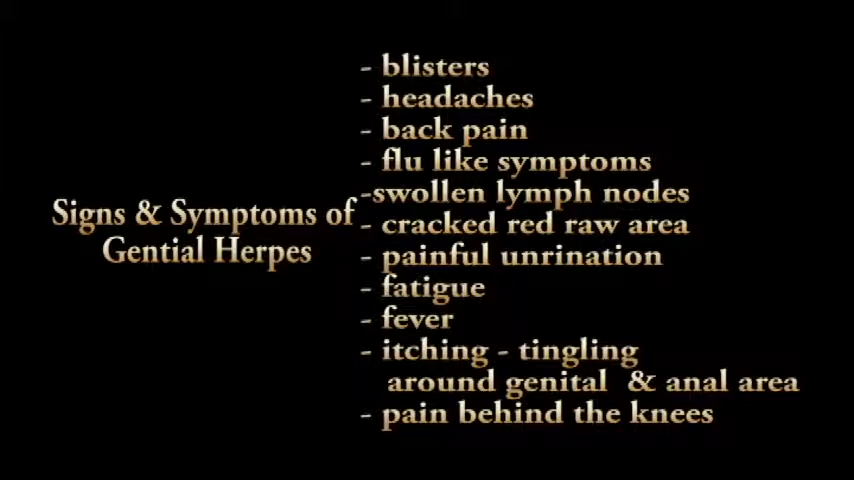 Signs & Symptoms of
Gential Herpes
- blisters
- headaches
- back pain
- flu like symptoms
-swollen lymph nodes
- cracked red raw area
- painful unrination
- fatigue
- fever
- itching - tingling
around genital & anal area
- pain behind the knees